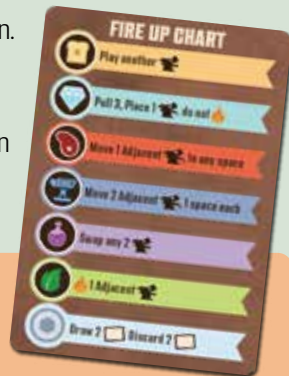 n.
n
FIRE UP CHART
Play another
Pull 3, Place 1 do not
Move 1 Adjacent to any space
Move 2 Adjacent 1 space each
Swap any 2
1 Adjacent
Draw 2 Discard 2